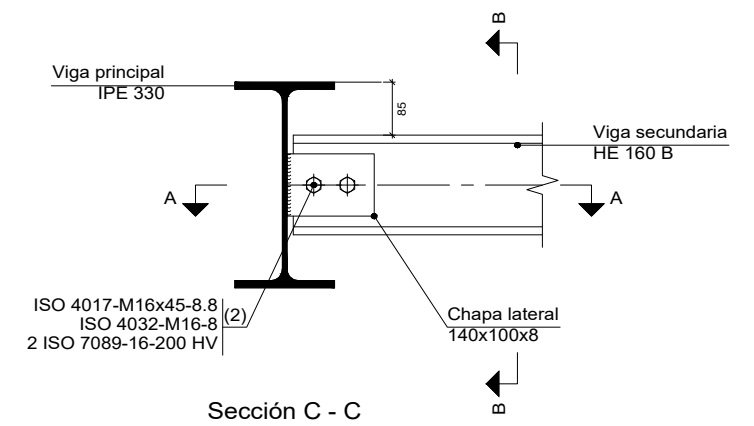 B
Viga principal
IPE 330
85
Viga secundaria
HE 160 B
A
A
ISO 4017-M16x45-8.8
ISO 4032-M16-8
2 ISO 7089-16-200 HV
(2)
Chapa lateral
140x100x8
B
Sección C - C